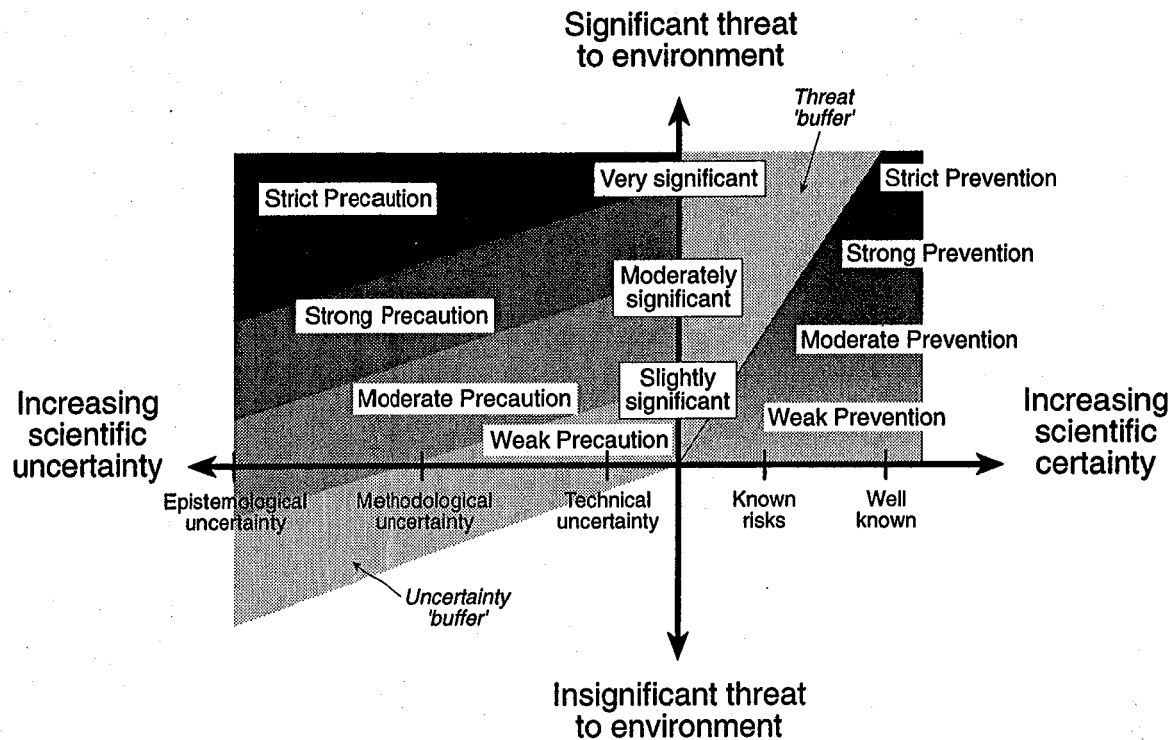 Significant threat
to environment
Threat
'buffer'
Strict Precaution
Very significant
Strict Prevention
Strong Prevention
Moderately
significant
Strong Precaution
Moderate Prevention
Slightly
significant
Moderate Precaution
Weak Prevention
Weak Precaution
Increasing
scientific
uncertainty
Increasing
scientific
certainty
Epistemological
uncertainty
Methodological
uncertainty
Technical
uncertainty
Known
risks
Well
known
Uncertainty
'buffer'
Insignificant threat
to environment